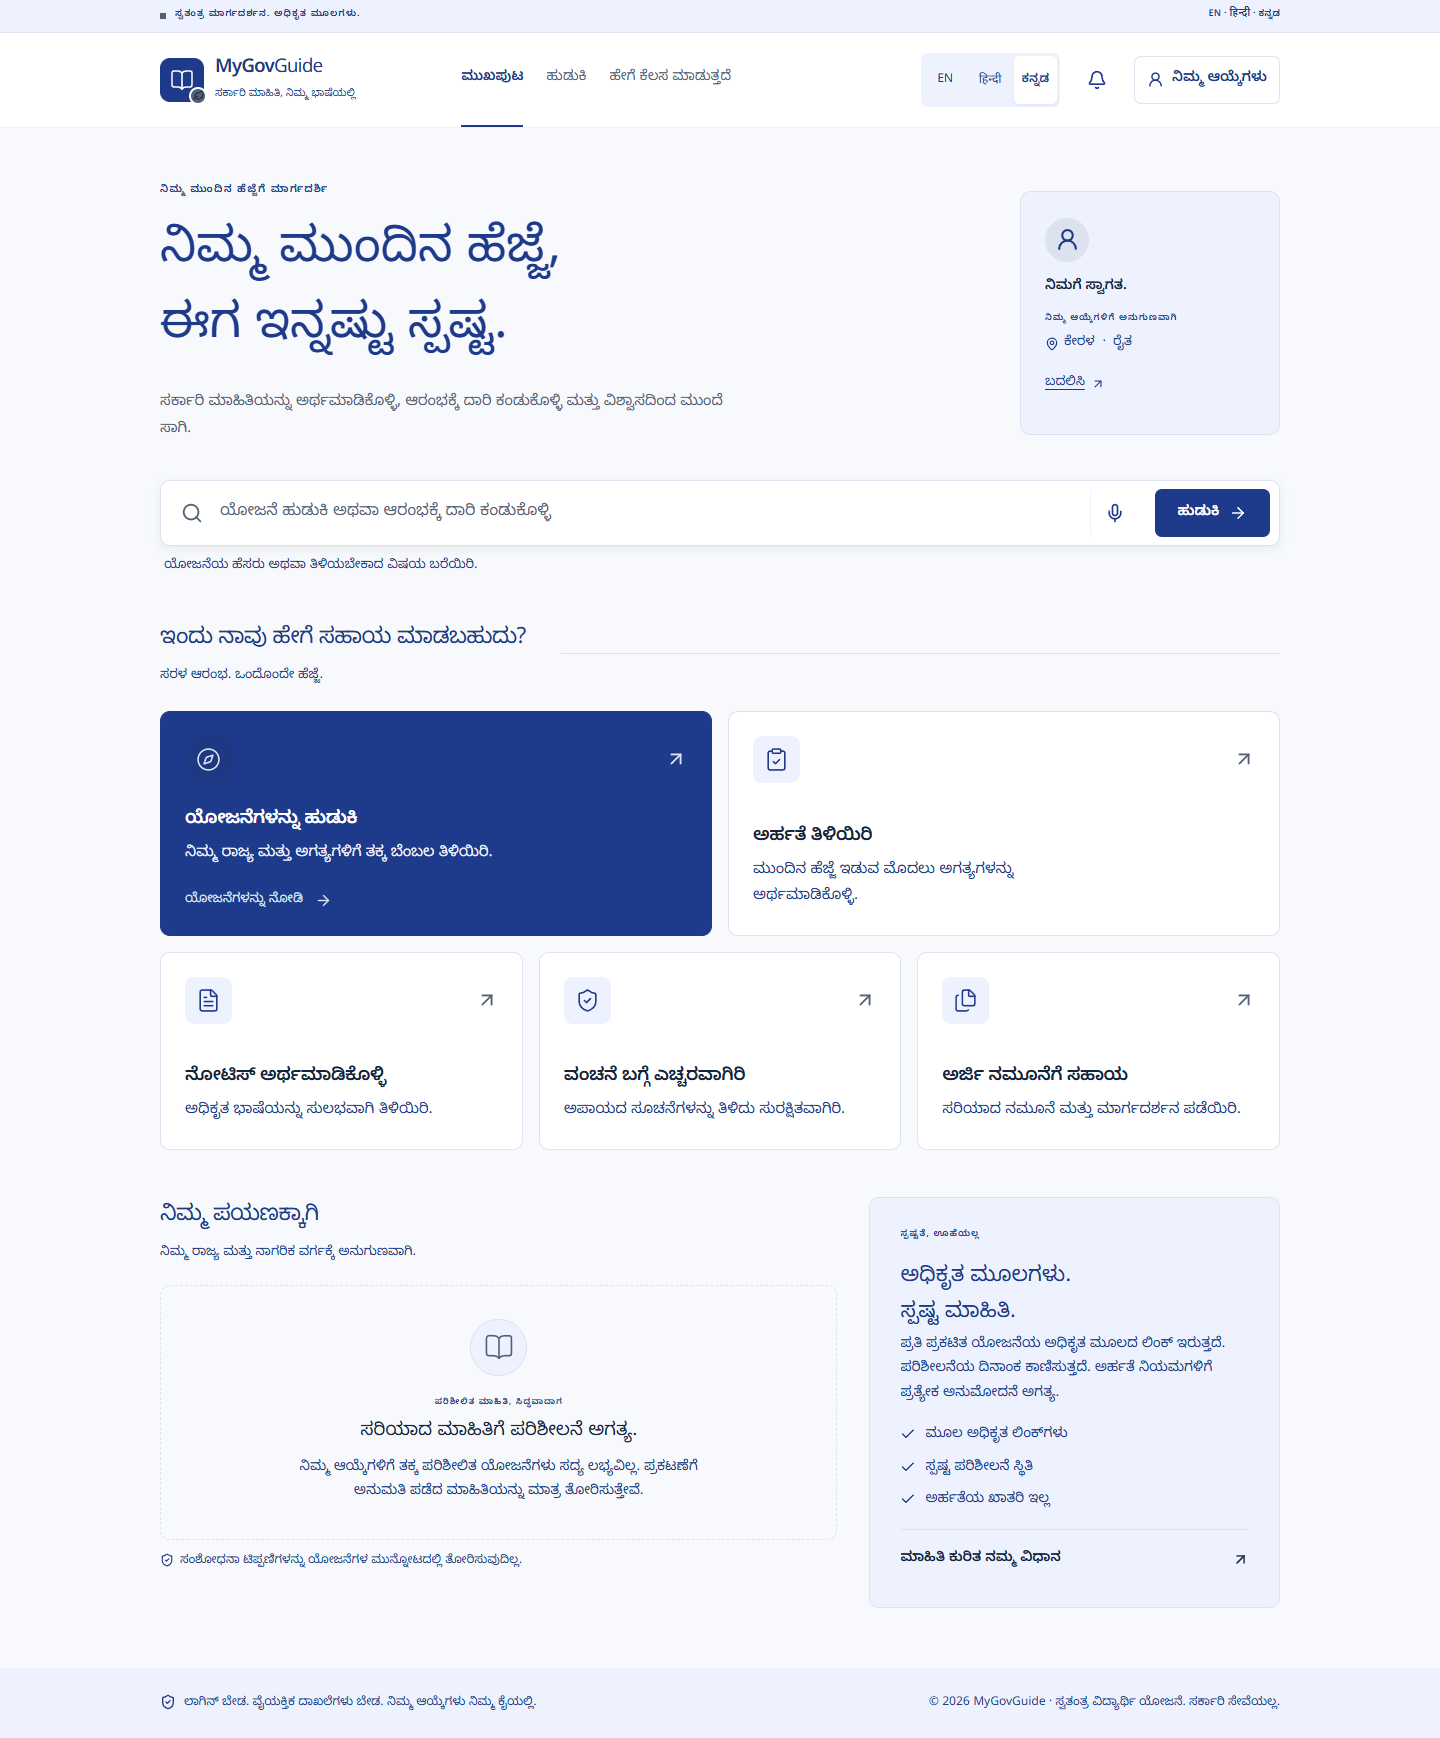 ಸ್ವತಂತ್ರ ಮಾರ್ಗದರ್ಶನ. ಅಧಿಕೃತ ಮೂಲಗಳು.
EN · हिन्दी · ಕನ್ನಡ
MyGovGuide
ಸರ್ಕಾರಿ ಮಾಹಿತಿ, ನಿಮ್ಮ ಭಾಷೆಯಲ್ಲಿ
ಮುಖಪುಟ ಹುಡುಕಿ ಹೇಗೆ ಕೆಲಸ ಮಾಡುತ್ತದೆ
EN हिन्दी ಕನ್ನಡ
ನಿಮ್ಮ ಆಯ್ಕೆಗಳು
ನಿಮ್ಮ ಮುಂದಿನ ಹೆಜ್ಜೆಗೆ ಮಾರ್ಗದರ್ಶಿ
ನಿಮ್ಮ ಮುಂದಿನ ಹೆಜ್ಜೆ,
ಈಗ ಇನ್ನಷ್ಟು ಸ್ಪಷ್ಟ.
ಸರ್ಕಾರಿ ಮಾಹಿತಿಯನ್ನು ಅರ್ಥಮಾಡಿಕೊಳ್ಳಿ, ಆರಂಭಕ್ಕೆ ದಾರಿ ಕಂಡುಕೊಳ್ಳಿ ಮತ್ತು ವಿಶ್ವಾಸದಿಂದ ಮುಂದೆ
ಸಾಗಿ.
ನಿಮಗೆ ಸ್ವಾಗತ.
ನಿಮ್ಮ ಆಯ್ಕೆಗಳಿಗೆ ಅನುಗುಣವಾಗಿ
ಕೇರಳ · ರೈತ
ಬದಲಿಸಿ
ಯೋಜನೆ ಹುಡುಕಿ ಅಥವಾ ಆರಂಭಕ್ಕೆ ದಾರಿ ಕಂಡುಕೊಳ್ಳಿ
ಹುಡುಕಿ
ಯೋಜನೆಯ ಹೆಸರು ಅಥವಾ ತಿಳಿಯಬೇಕಾದ ವಿಷಯ ಬರೆಯಿರಿ.
ಇಂದು ನಾವು ಹೇಗೆ ಸಹಾಯ ಮಾಡಬಹುದು?
ಸರಳ ಆರಂಭ. ಒಂದೊಂದೇ ಹೆಜ್ಜೆ.
ಯೋಜನೆಗಳನ್ನು ಹುಡುಕಿ
ನಿಮ್ಮ ರಾಜ್ಯ ಮತ್ತು ಅಗತ್ಯಗಳಿಗೆ ತಕ್ಕ ಬೆಂಬಲ ತಿಳಿಯಿರಿ.
ಯೋಜನೆಗಳನ್ನು ನೋಡಿ
ಅರ್ಹತೆ ತಿಳಿಯಿರಿ
ಮುಂದಿನ ಹೆಜ್ಜೆ ಇಡುವ ಮೊದಲು ಅಗತ್ಯಗಳನ್ನು
ಅರ್ಥಮಾಡಿಕೊಳ್ಳಿ.
ನೋಟಿಸ್ ಅರ್ಥಮಾಡಿಕೊಳ್ಳಿ
ಅಧಿಕೃತ ಭಾಷೆಯನ್ನು ಸುಲಭವಾಗಿ ತಿಳಿಯಿರಿ.
ವಂಚನೆ ಬಗ್ಗೆ ಎಚ್ಚರವಾಗಿರಿ
ಅಪಾಯದ ಸೂಚನೆಗಳನ್ನು ತಿಳಿದು ಸುರಕ್ಷಿತವಾಗಿರಿ.
ಅರ್ಜಿ ನಮೂನೆಗೆ ಸಹಾಯ
ಸರಿಯಾದ ನಮೂನೆ ಮತ್ತು ಮಾರ್ಗದರ್ಶನ ಪಡೆಯಿರಿ.
ನಿಮ್ಮ ಪಯಣಕ್ಕಾಗಿ
ನಿಮ್ಮ ರಾಜ್ಯ ಮತ್ತು ನಾಗರಿಕ ವರ್ಗಕ್ಕೆ ಅನುಗುಣವಾಗಿ.
ಪರಿಶೀಲಿತ ಮಾಹಿತಿ, ಸಿದ್ಧವಾದಾಗ
ಸರಿಯಾದ ಮಾಹಿತಿಗೆ ಪರಿಶೀಲನೆ ಅಗತ್ಯ.
ನಿಮ್ಮ ಆಯ್ಕೆಗಳಿಗೆ ತಕ್ಕ ಪರಿಶೀಲಿತ ಯೋಜನೆಗಳು ಸದ್ಯ ಲಭ್ಯವಿಲ್ಲ. ಪ್ರಕಟಣೆಗೆ
ಅನುಮತಿ ಪಡೆದ ಮಾಹಿತಿಯನ್ನು ಮಾತ್ರ ತೋರಿಸುತ್ತೇವೆ.
ಸಂಶೋಧನಾ ಟಿಪ್ಪಣಿಗಳನ್ನು ಯೋಜನೆಗಳ ಮುನ್ನೋಟದಲ್ಲಿ ತೋರಿಸುವುದಿಲ್ಲ.
ಸ್ಪಷ್ಟತೆ, ಊಹೆಯಲ್ಲ
ಅಧಿಕೃತ ಮೂಲಗಳು.
ಸ್ಪಷ್ಟ ಮಾಹಿತಿ.
ಪ್ರತಿ ಪ್ರಕಟಿತ ಯೋಜನೆಯ ಅಧಿಕೃತ ಮೂಲದ ಲಿಂಕ್ ಇರುತ್ತದೆ.
ಪರಿಶೀಲನೆಯ ದಿನಾಂಕ ಕಾಣಿಸುತ್ತದೆ. ಅರ್ಹತೆ ನಿಯಮಗಳಿಗೆ
ಪ್ರತ್ಯೇಕ ಅನುಮೋದನೆ ಅಗತ್ಯ.
ಮೂಲ ಅಧಿಕೃತ ಲಿಂಕ್‌ಗಳು
ಸ್ಪಷ್ಟ ಪರಿಶೀಲನೆ ಸ್ಥಿತಿ
ಅರ್ಹತೆಯ ಖಾತರಿ ಇಲ್ಲ
ಮಾಹಿತಿ ಕುರಿತ ನಮ್ಮ ವಿಧಾನ
ಲಾಗಿನ್ ಬೇಡ. ವೈಯಕ್ತಿಕ ದಾಖಲೆಗಳು ಬೇಡ. ನಿಮ್ಮ ಆಯ್ಕೆಗಳು ನಿಮ್ಮ ಕೈಯಲ್ಲಿ.
© 2026 MyGovGuide · ಸ್ವತಂತ್ರ ವಿದ್ಯಾರ್ಥಿ ಯೋಜನೆ. ಸರ್ಕಾರಿ ಸೇವೆಯಲ್ಲ.